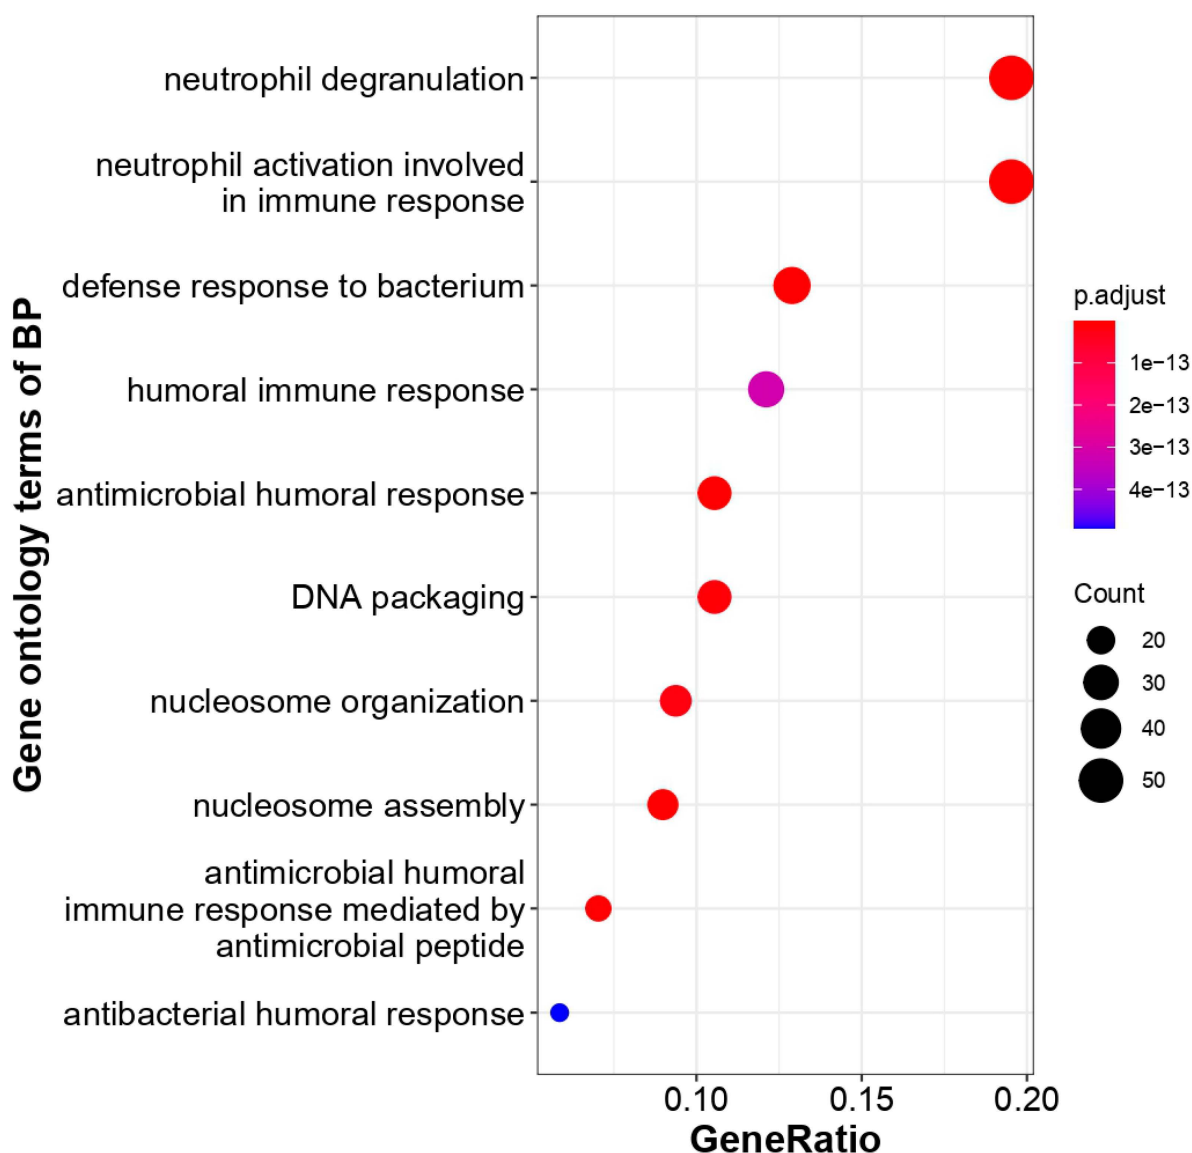 neutrophil degranulation
neutrophil activation involved
in immune response
defense response to bacterium
humoral immune response
antimicrobial humoral response
DNA packaging
nucleosome organization
nucleosome assembly
antimicrobial humoral
immune response mediated by
antimicrobial peptide
antibacterial humoral response
Gene ontology terms of BP
0.10 0.15 0.20
GeneRatio
p.adjust
1e−13
2e−13
3e−13
4e−13
Count
20
30
40
50